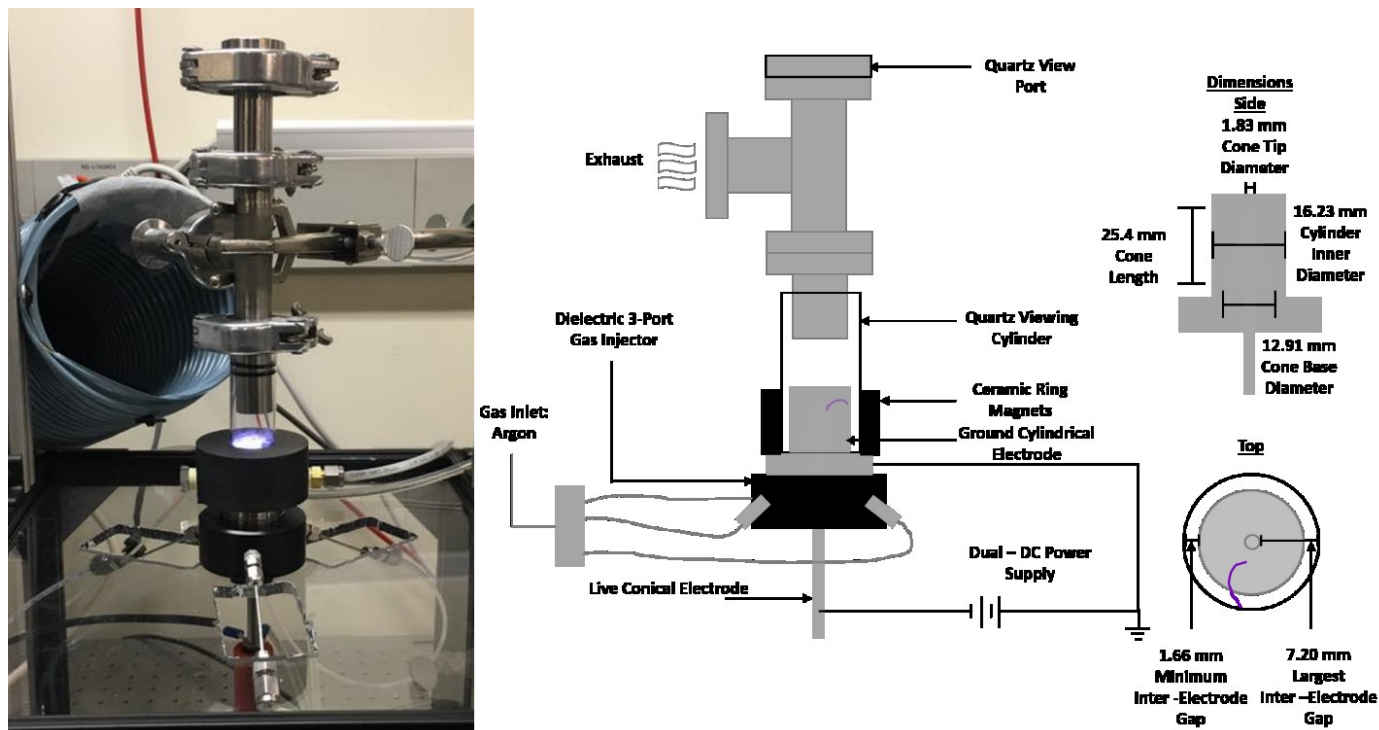 Quartz View
Port
Exhaust
Dielectric 3-Port
Gas Injector
Quartz Viewing
Cylinder
Gas Inlet:
Argon
Ceramic Ring
Magnets
Ground Cylindrical
Electrode
Dual – DC Power
Supply
Live Conical Electrode
Dimensions
Side
1.83 mm
Cone Tip
Diameter
25.4 mm
Cone
Length
16.23 mm
Cylinder
Inner
Diameter
12.91 mm
Cone Base
Diameter
Top
1.66 mm
Minimum
Inter -Electrode
Gap
7.20 mm
Largest
Inter –Electrode
Gap